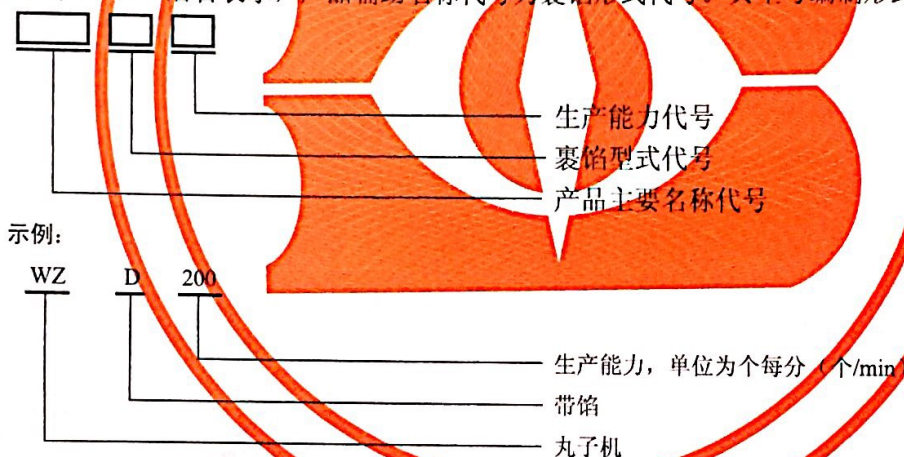 生产能力代号
裹馅型式代号
产品主要名称代号
示例：
WZ D 200
生产能力，单位为个每分（个/min）
带馅
丸子机